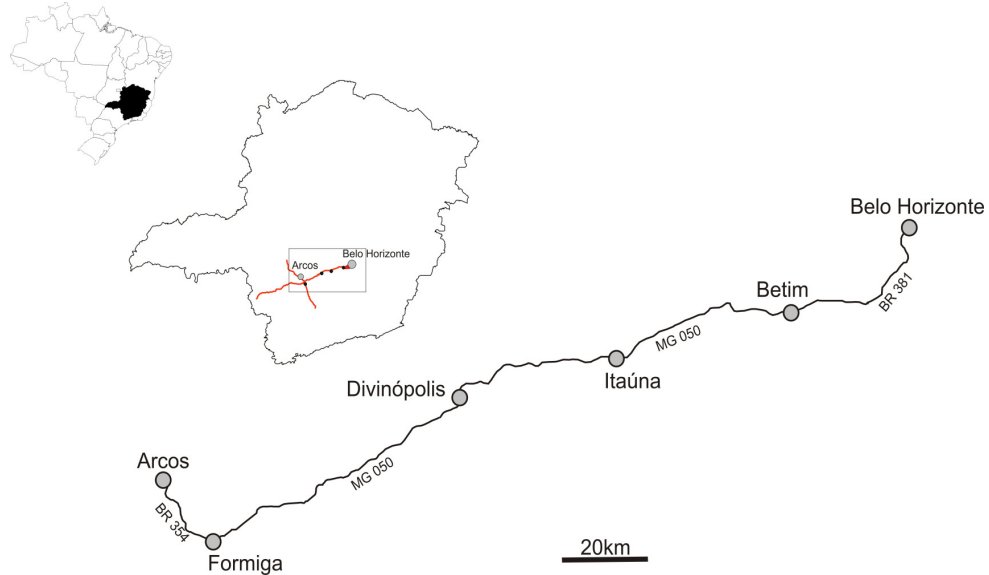 Belo Horizonte
Belo Horizonte
Arcos
BR 381
Betim
MG 050
Itaúna
Divinópolis
Arcos
MG 050
BR 354
20km
Formiga